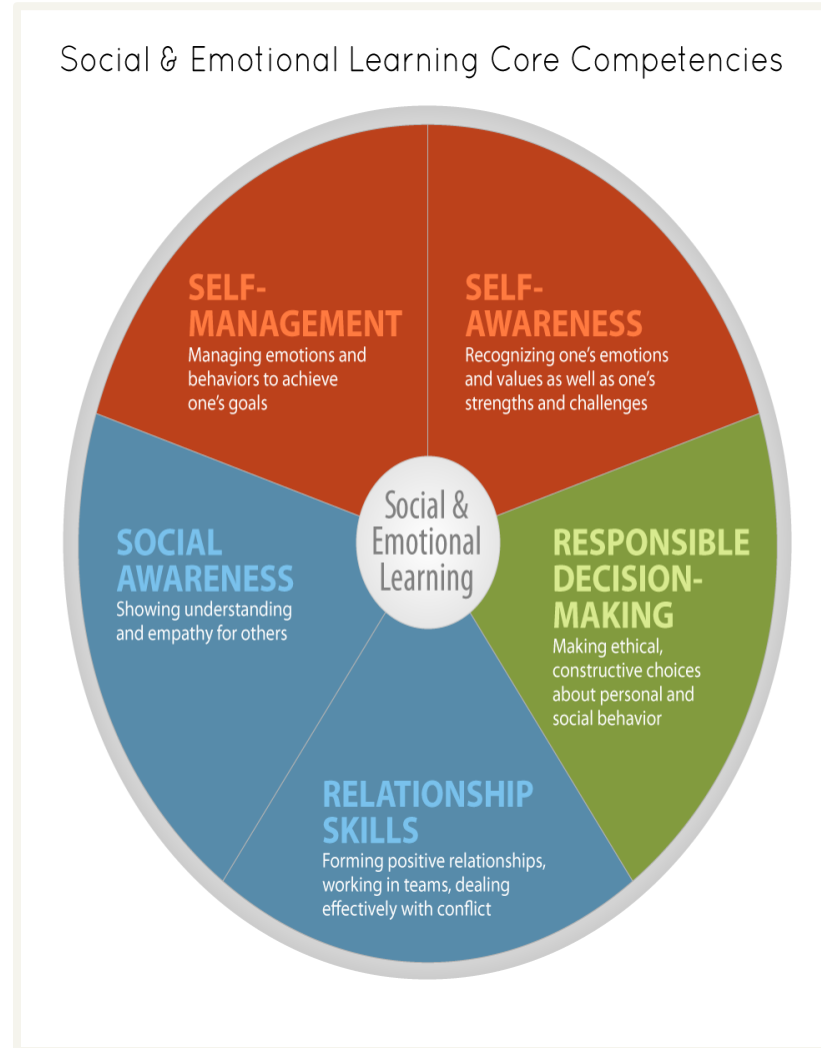 Social & Emotional Learning Core Competencies
SELF-
MANAGEMENT
Managing emotions and
behaviors to achieve
one’s goals
SELF-
AWARENESS
Recognizing one’s emotions
and values as well as one’s
strengths and challenges
SOCIAL
AWARENESS
Showing understanding
and empathy for others
Social &
Emotional
Learning
RESPONSIBLE
DECISION-
MAKING
Making ethical,
constructive choices
about personal and
social behavior
RELATIONSHIP
SKILLS
Forming positive relationships,
working in teams, dealing
effectively with conflict